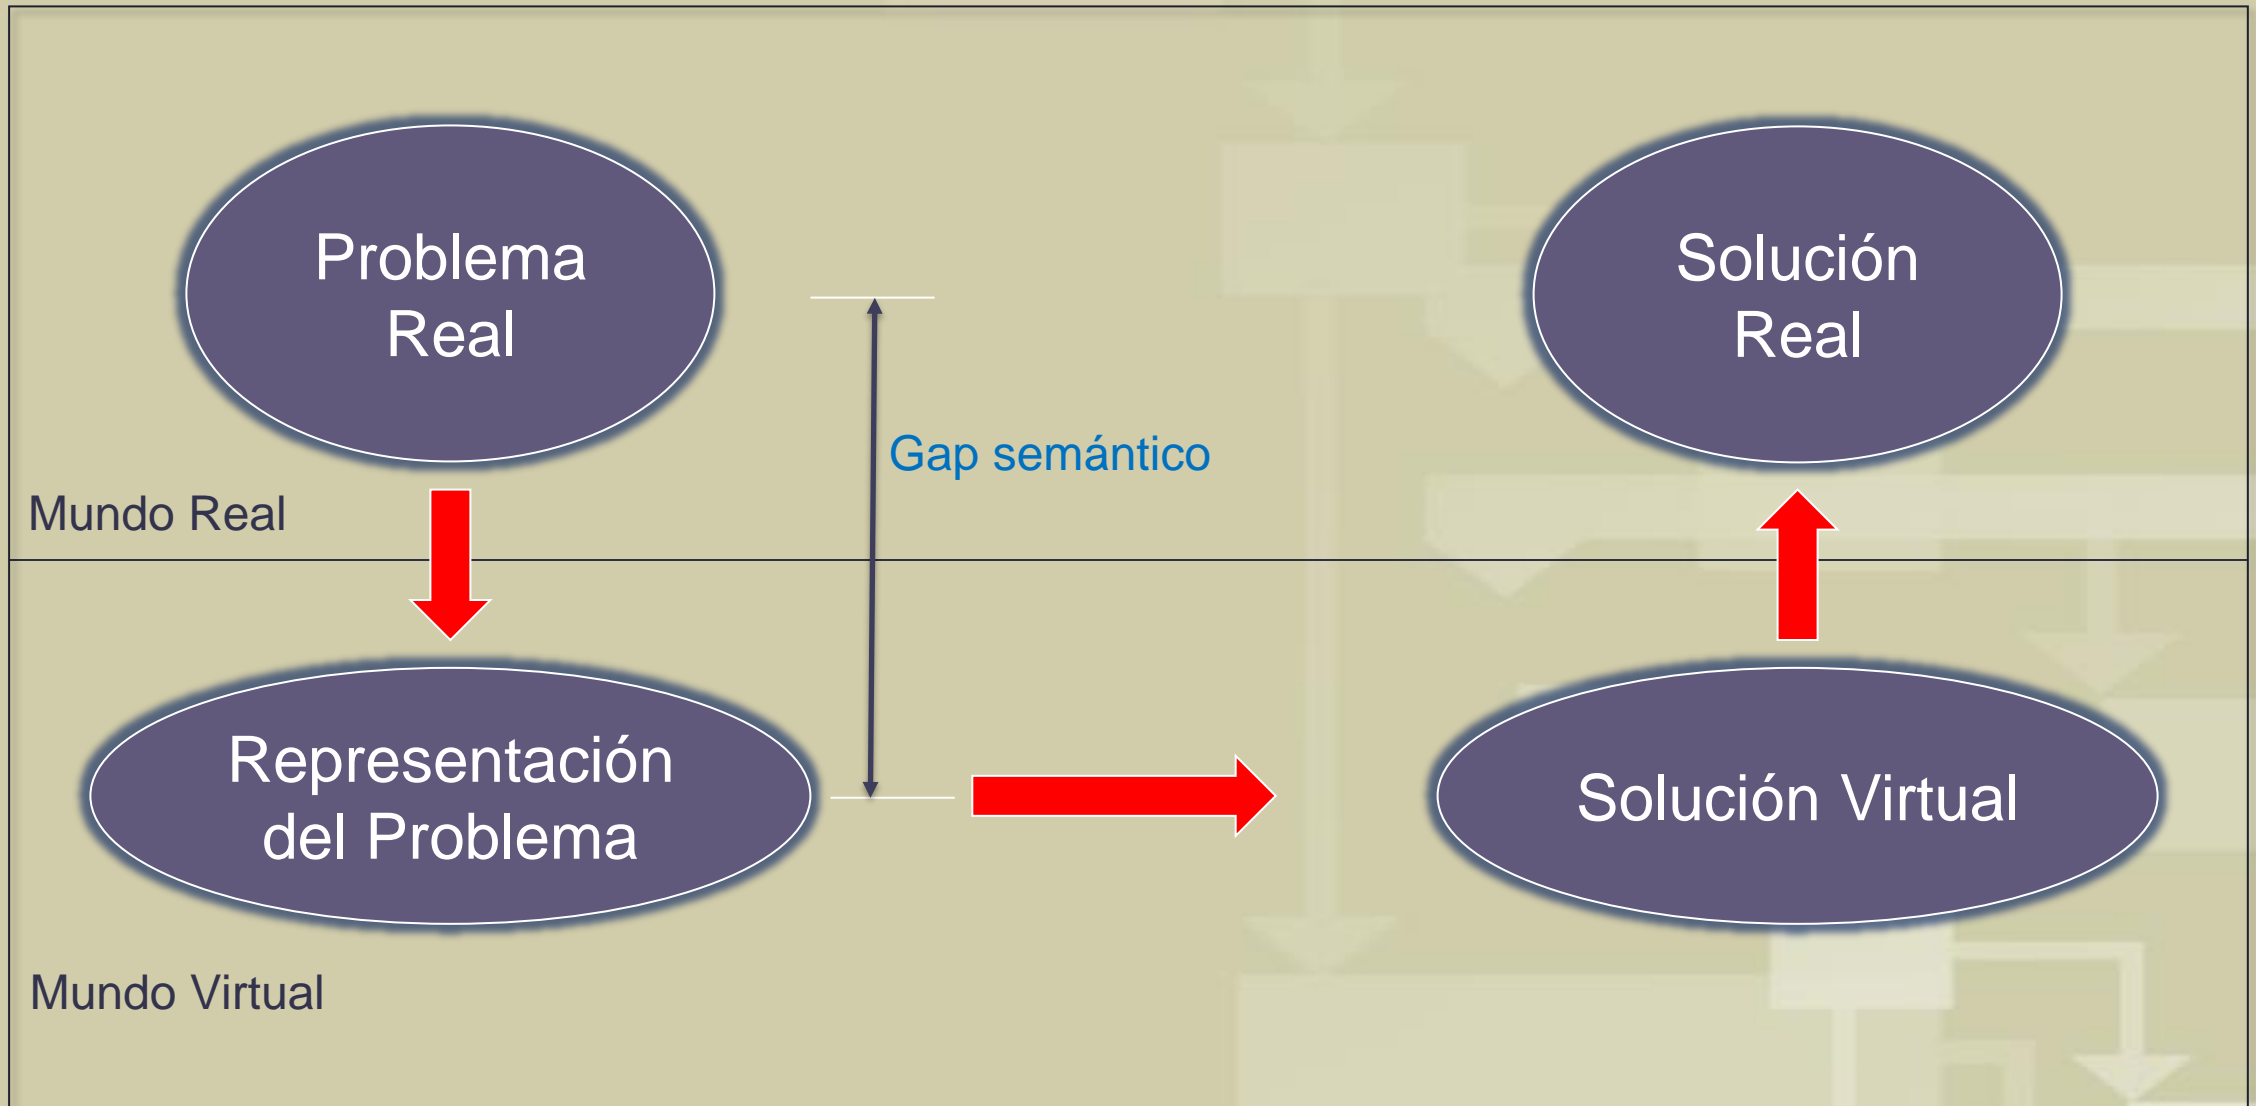 Problema
Real
Solución
Real
Gap semántico
Mundo Real
Representación
del Problema
Solución Virtual
Mundo Virtual